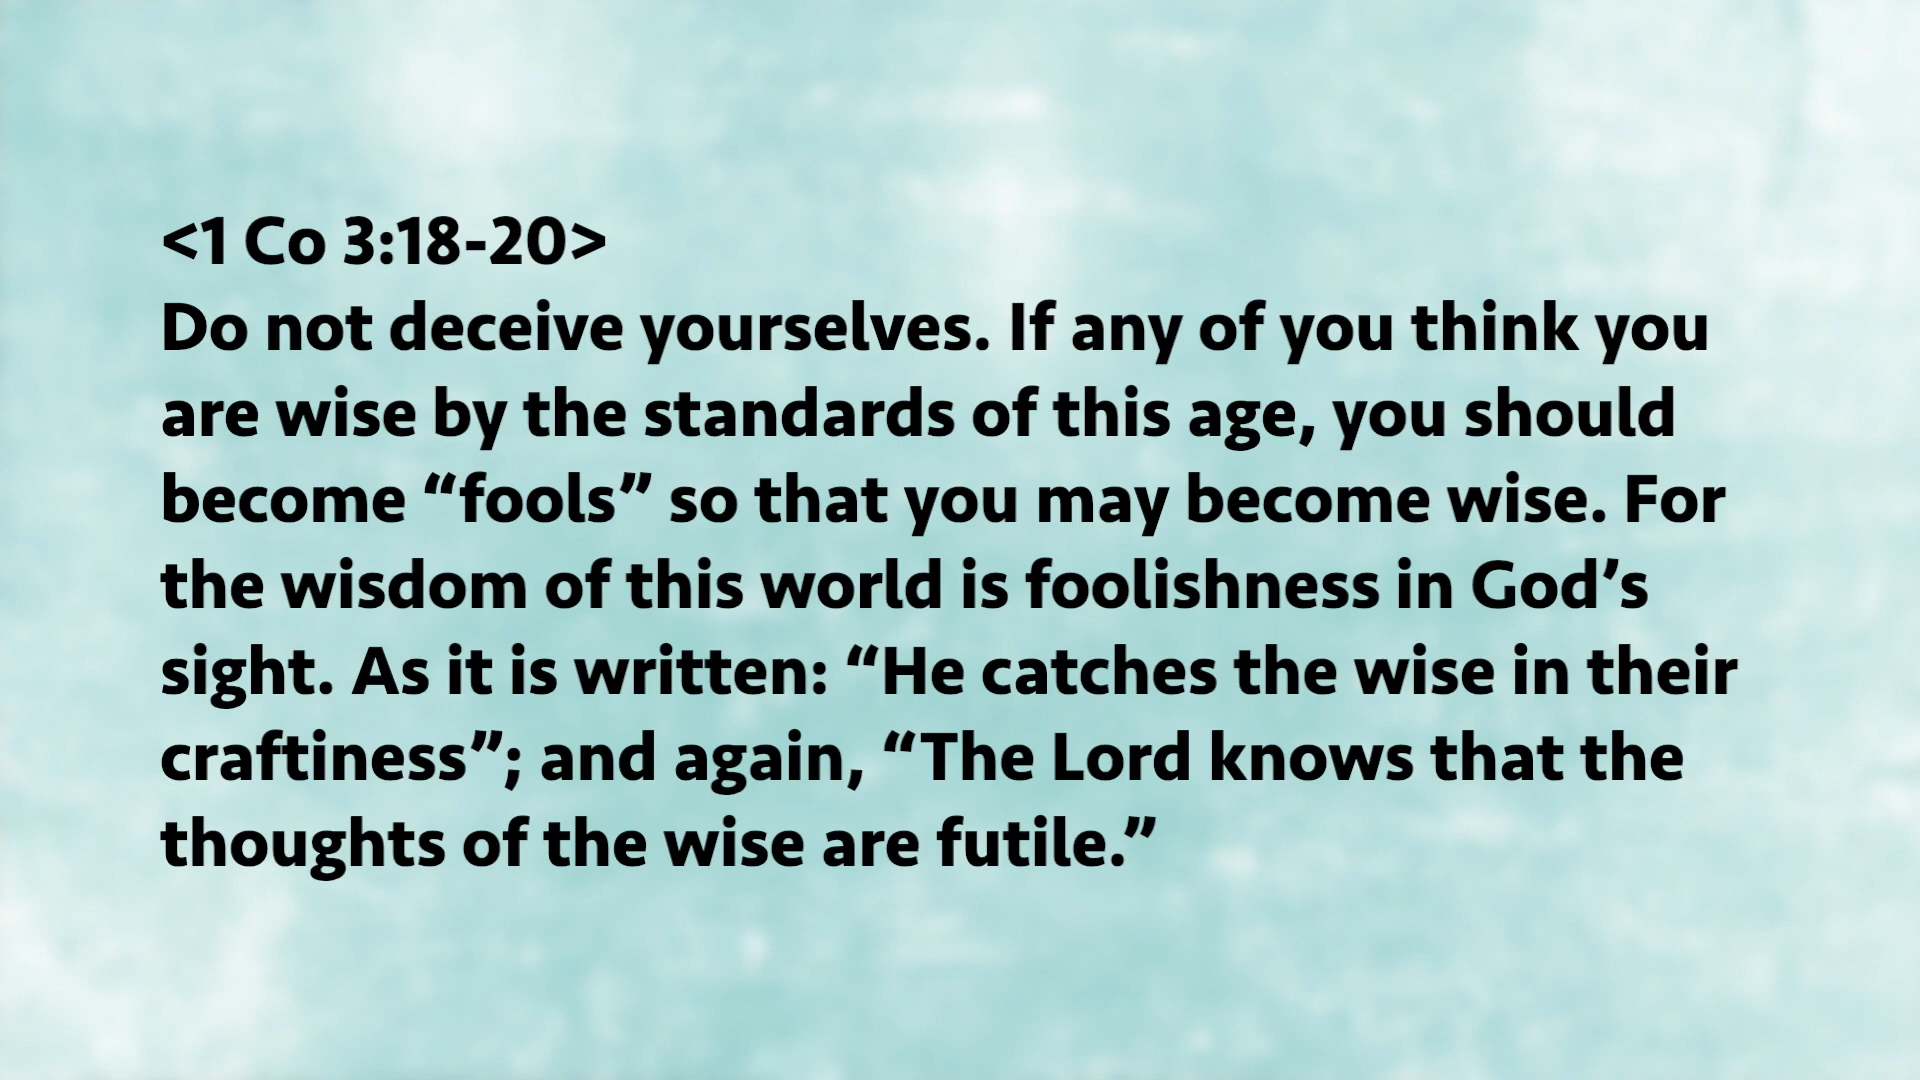 <1 Co 3:18-20>
Do not deceive yourselves. If any of you think you
are wise by the standards of this age, you should
become “fools” so that you may become wise. For
the wisdom of this world is foolishness in God’s
sight. As it is written: “He catches the wise in their
craftiness”; and again, “The Lord knows that the
thoughts of the wise are futile.”